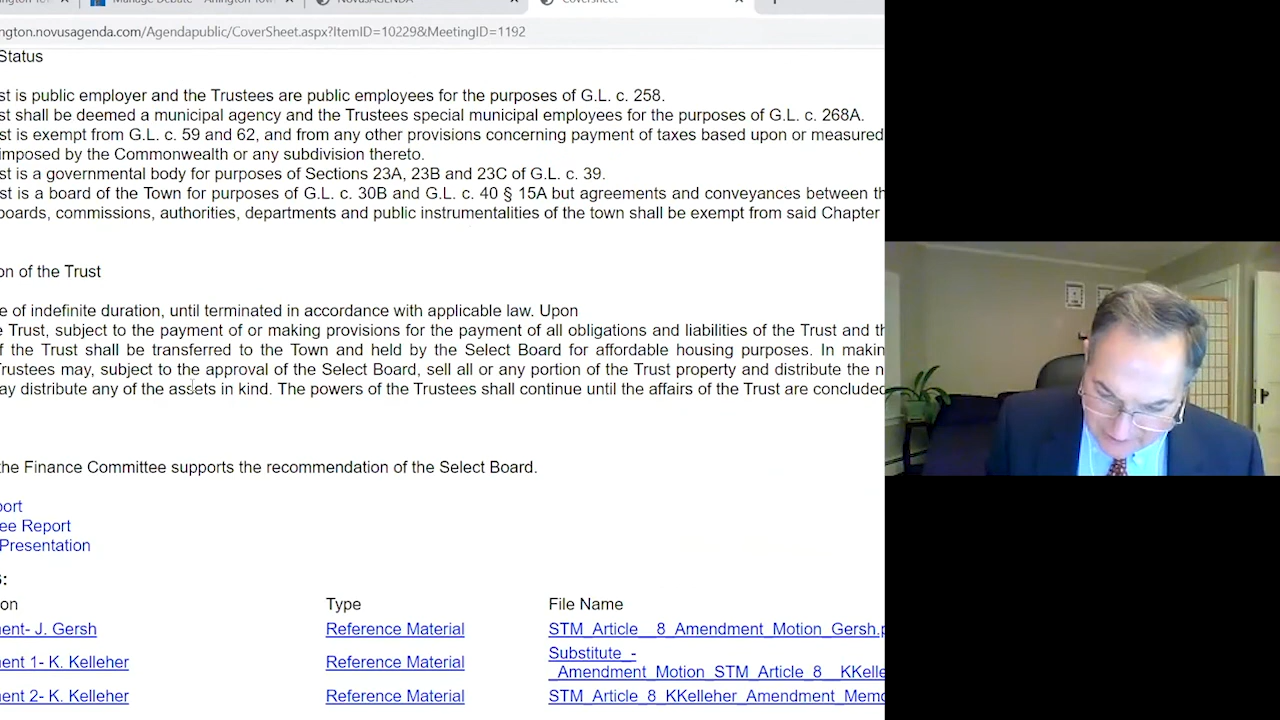 NovusAGENDA
Coversheet
ngton.novusagenda.com/Agendapublic/CoverSheet.aspx?ItemID=10229&MeetingID=1192
Status
st is public employer and the Trustees are public employees for the purposes of G.L. c. 258.
st shall be deemed a municipal agency and the Trustees special municipal employees for the purposes of G.L. c. 268A.
st is exempt from G.L. c. 59 and 62, and from any other provisions concerning payment of taxes based upon or measured
imposed by the Commonwealth or any subdivision thereto.
st is a governmental body for purposes of Sections 23A, 23B and 23C of G.L. c. 39.
st is a board of the Town for purposes of G.L. c. 30B and G.L. c. 40 § 15A but agreements and conveyances between th
boards, commissions, authorities, departments and public instrumentalities of the town shall be exempt from said Chapter
on of the Trust
e of indefinite duration, until terminated in accordance with applicable law. Upon
e Trust, subject to the payment of or making provisions for the payment of all obligations and liabilities of the Trust and th
f the Trust shall be transferred to the Town and held by the Select Board for affordable housing purposes. In makin
Trustees may, subject to the approval of the Select Board, sell all or any portion of the Trust property and distribute the n
ay distribute any of the assets in kind. The powers of the Trustees shall continue until the affairs of the Trust are concluded
the Finance Committee supports the recommendation of the Select Board.
ort
ee Report
Presentation
s:
on Type File Name
ent- J. Gersh Reference Material STM_Article__8_Amendment_Motion_Gersh.p
ent 1- K. Kelleher Reference Material Substitute_-
_Amendment_Motion_STM_Article_8__KKelle
ent 2- K. Kelleher Reference Material STM_Article_8_KKelleher_Amendment_Memo